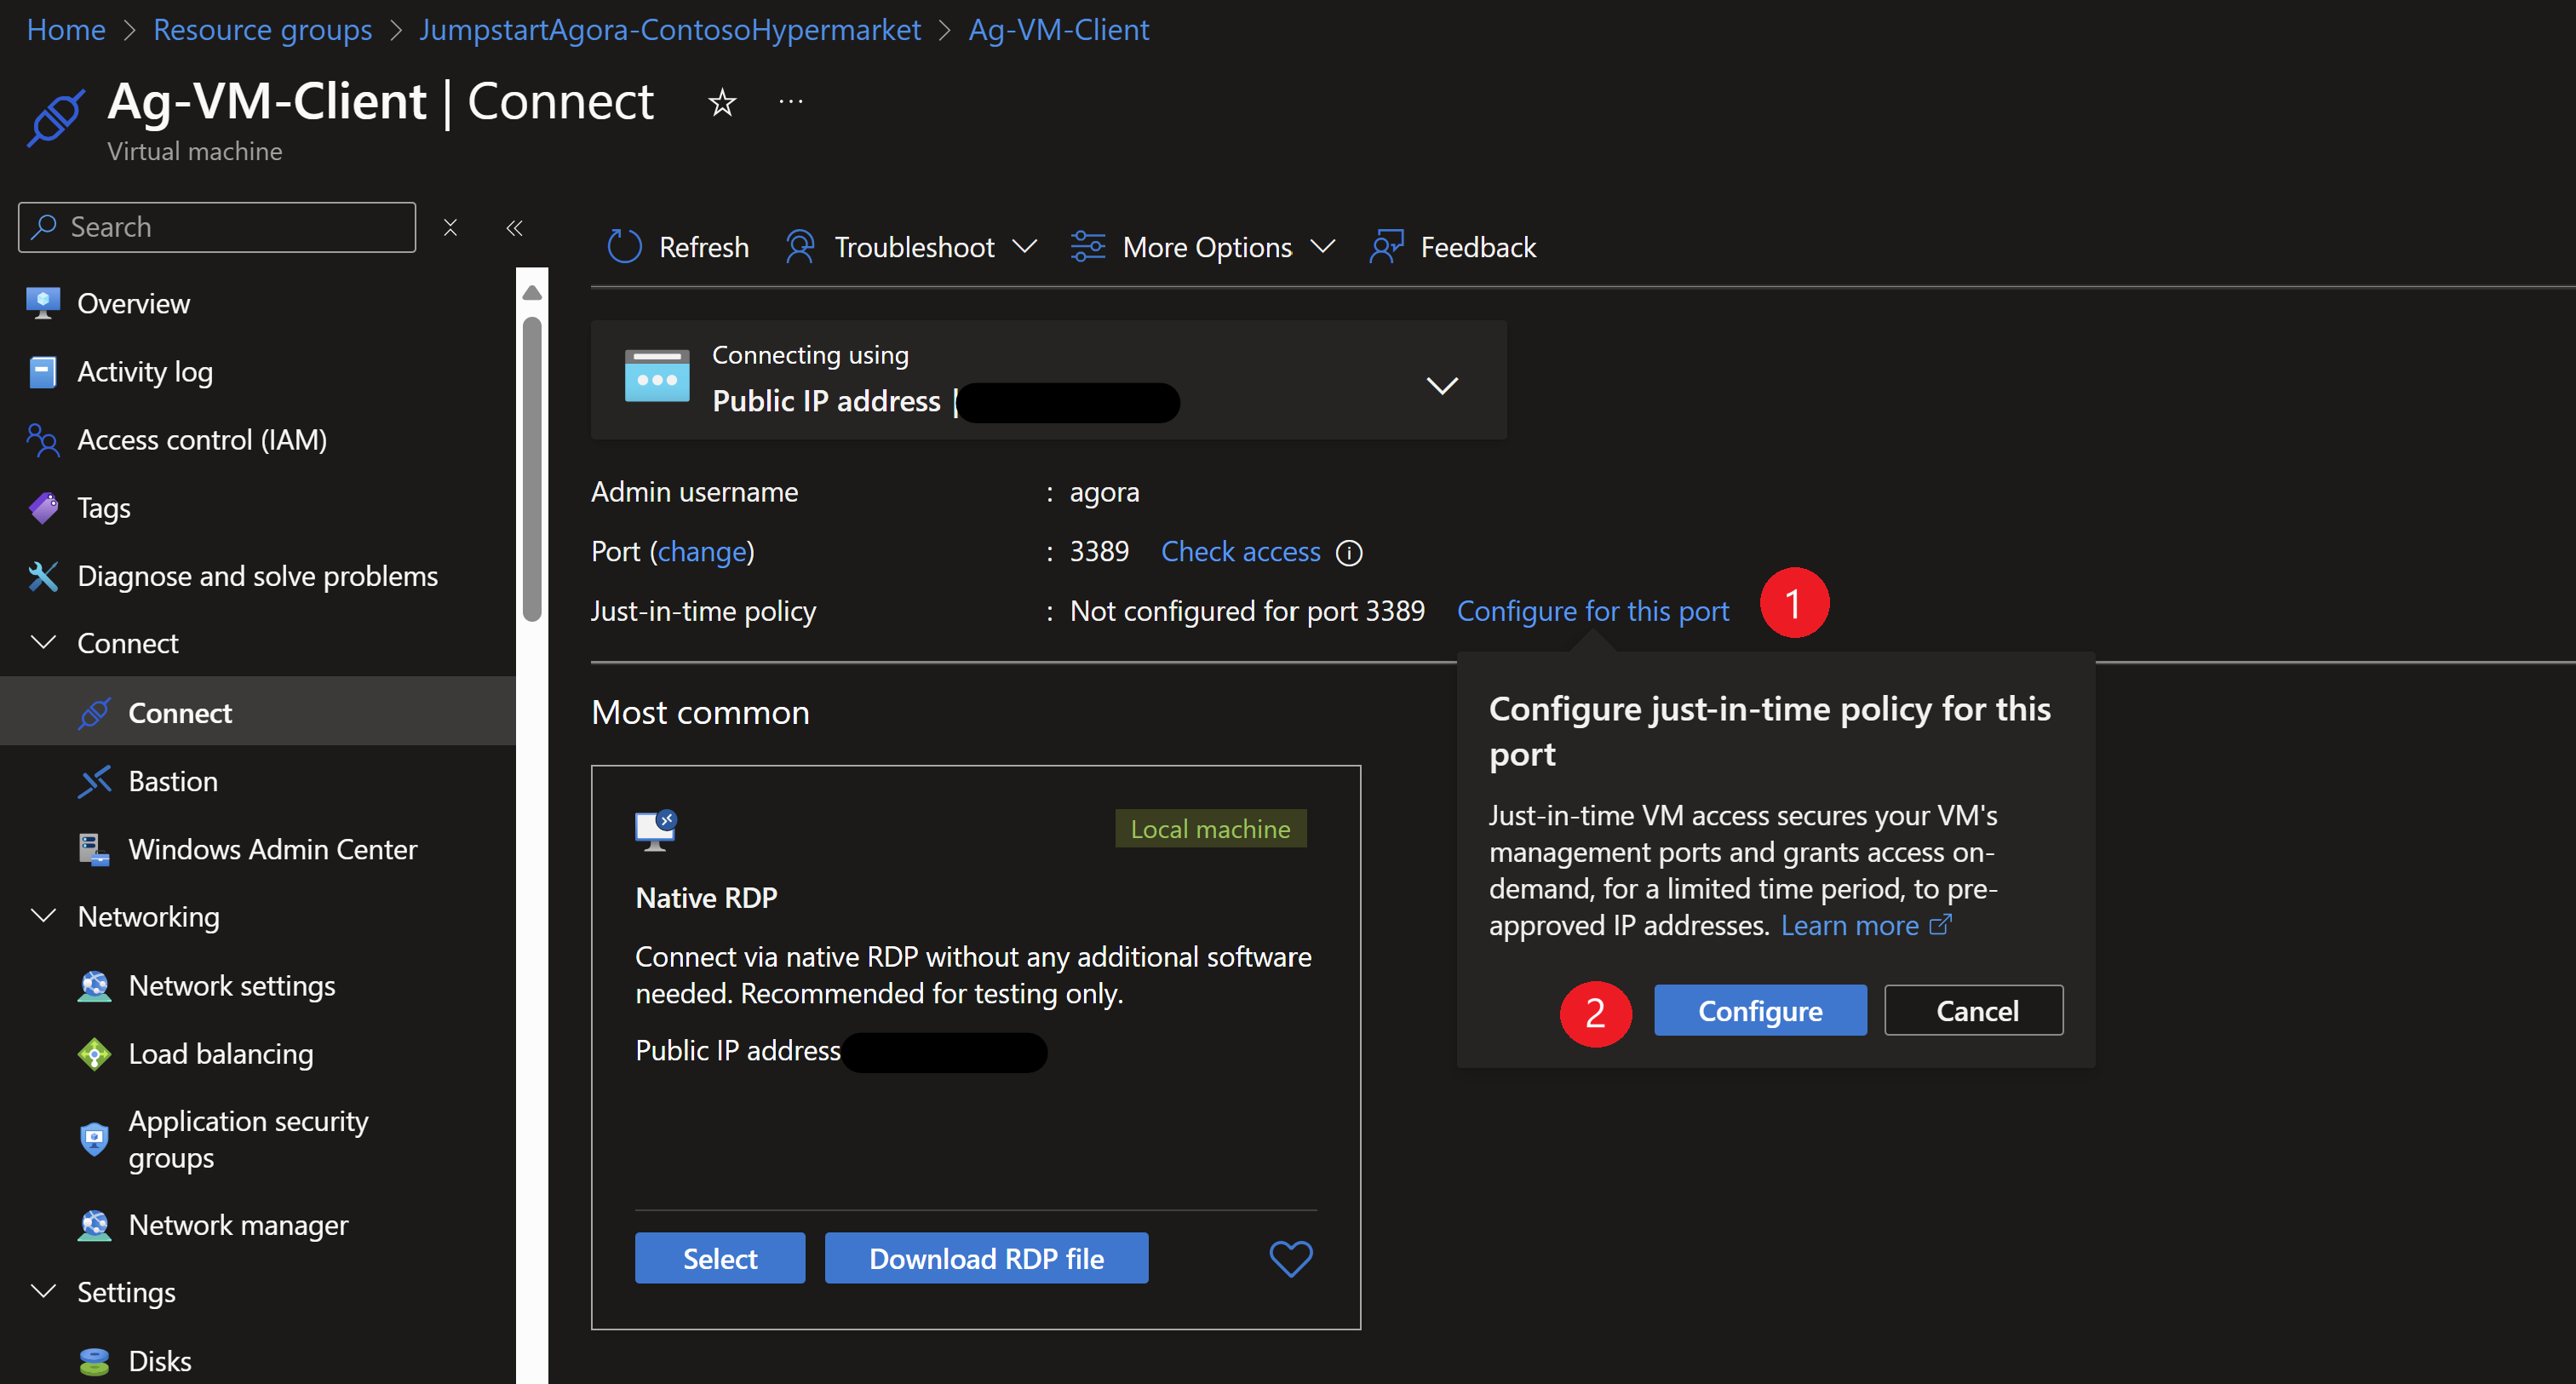 Home > Resource groups > JumpstartAgora-ContosoHypermarket > Ag-VM-Client
Ag-VM-Client | Connect
Virtual machine
Search
Overview
Activity log
Access control (IAM)
Tags
Diagnose and solve problems
Connect
Connect
Bastion
Windows Admin Center
Networking
Network settings
Load balancing
Application security
groups
Network manager
Settings
Disks
Refresh Troubleshoot More Options Feedback
Connecting using
Public IP address |
Admin username : agora
Port (change) : 3389 Check access
Just-in-time policy : Not configured for port 3389 Configure for this port 1
Most common
Local machine
Native RDP
Connect via native RDP without any additional software
needed. Recommended for testing only.
Public IP address
Select Download RDP file
Configure just-in-time policy for this
port
Just-in-time VM access secures your VM's
management ports and grants access on-
demand, for a limited time period, to pre-
approved IP addresses. Learn more
2 Configure Cancel